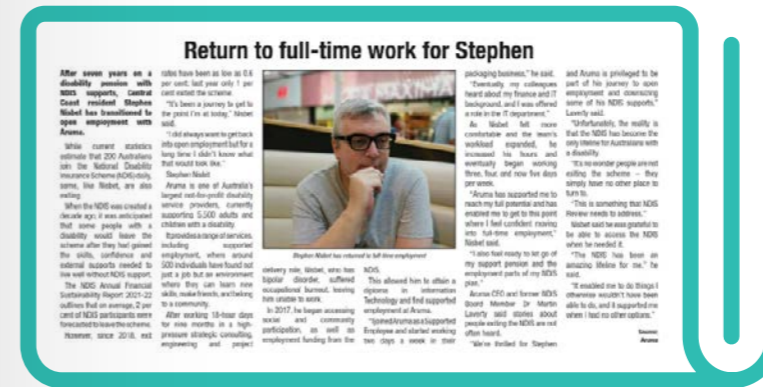 Return to full-time work for Stephen
After seven years on a
disability pension with
NDIS supports, Central
Coast resident Stephen
Nisbet has transitioned to
open employment with
Aruma.
While current statistics
estimate that 200 Australians
join the National Disability
Insurance Scheme (NDIS) daily,
some, like Nisbet, are also
exiting.
When the NDIS was created a
decade ago, it was anticipated
that some people with a
disability would leave the
scheme after they had gained
the skills, confidence and
external supports needed to
live well without NDIS support.
The NDIS Annual Financial
Sustainability Report 2021-22
outlines that on average, 2 per
cent of NDIS participants were
forecasted to leave the scheme.
However, since 2018, exit
rates have been as low as 0.6
per cent; last year only 1 per
cent exited the scheme.
"It's been a journey to get to
the point I'm at today," Nisbet
said.
"I did always want to get back
into open employment but for a
long time I didn't know what
that would look like."
Stephen Nisbet
Aruma is one of Australia's
largest not-for-profit disability
service providers, currently
supporting 5,500 adults and
children with a disability.
It provides a range of services,
including supported
employment, where around
500 individuals have found not
just a job but an environment
where they can learn new
skills, make friends, and belong
to a community.
After working 18-hour days
for nine months in a high-
pressure strategic consulting,
engineering and project
Stephen Nisbet has returned to full-time employment
delivery role, Nisbet, who has
bipolar disorder, suffered
occupational burnout, leaving
him unable to work.
In 2017, he began accessing
social and community
participation, as well as
employment funding from the
NDIS.
This allowed him to attain a
diploma in Information
Technology and find supported
employment at Aruma.
"I joined Aruma as a Supported
Employee and started working
two days a week in their
packaging business," he said.
"Eventually, my colleagues
heard about my finance and IT
background, and I was offered
a role in the IT department."
As Nisbet felt more
comfortable and the team's
workload expanded, he
increased his hours and
eventually began working
three, four and now five days
per week.
"Aruma has supported me to
reach my full potential and has
enabled me to get to this point
where I feel confident moving
into full-time employment,"
Nisbet said.
"I also feel ready to let go of
my support pension and the
employment parts of my NDIS
plan."
Aruma CEO and former NDIS
Board Member Dr Martin
Laverty said stories about
people exiting the NDIS are not
often heard.
"We're thrilled for Stephen
and Aruma is privileged to be
part of his journey to open
employment and downsizing
some of his NDIS supports,"
Laverty said.
"Unfortunately, the reality is
that the NDIS has become the
only lifeline for Australians with
a disability.
"It's no wonder people are not
exiting the scheme – they
simply have no other place to
turn to.
"This is something that NDIS
Review needs to address."
Nisbet said he was grateful to
be able to access the NDIS
when he needed it.
"The NDIS has been an
amazing lifeline for me," he
said.
"It enabled me to do things I
otherwise wouldn't have been
able to do, and it supported me
when I had no other options."
Source:
Aruma